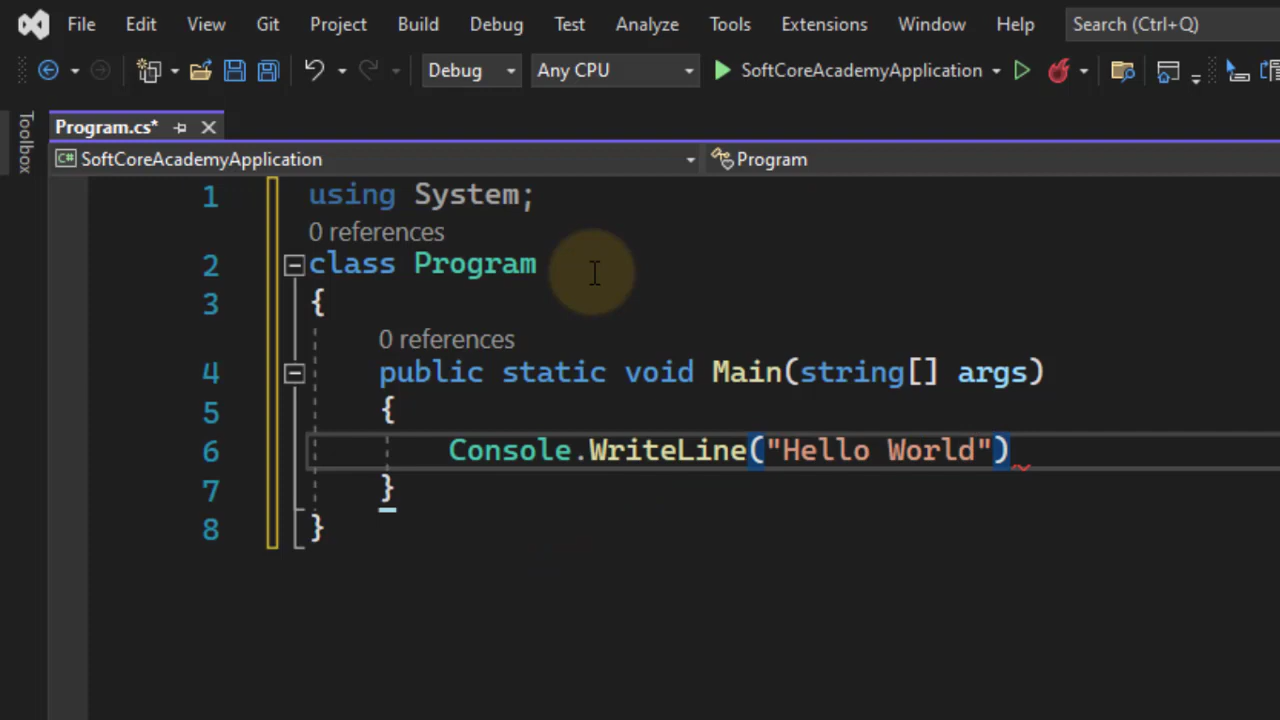 File Edit View Git Project Build Debug Test Analyze Tools Extensions Window Help Search (Ctrl+Q)
Debug Any CPU SoftCoreAcademyApplication
Toolbox
Program.cs*
SoftCoreAcademyApplication Program
1 using System;
0 references
2 class Program
3 {
0 references
4 public static void Main(string[] args)
5 {
6 Console.WriteLine("Hello World")
7 }
8 }